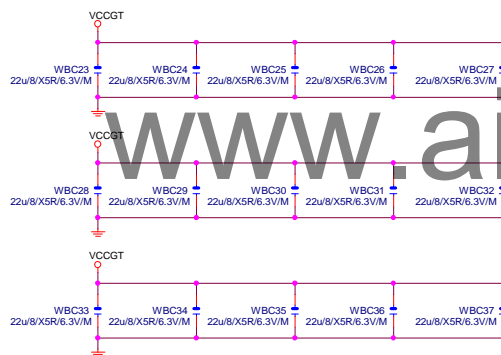 VCCGT
WBC23 WBC24 WBC25 WBC26 WBC27
22u/8/X5R/6.3V/M 22u/8/X5R/6.3V/M 22u/8/X5R/6.3V/M 22u/8/X5R/6.3V/M 22u/8/X5R/6.3V/M
www.a
VCCGT
WBC28 WBC29 WBC30 WBC31 WBC32
22u/8/X5R/6.3V/M 22u/8/X5R/6.3V/M 22u/8/X5R/6.3V/M 22u/8/X5R/6.3V/M 22u/8/X5R/6.3V/M
VCCGT
WBC33 WBC34 WBC35 WBC36 WBC37
22u/8/X5R/6.3V/M 22u/8/X5R/6.3V/M 22u/8/X5R/6.3V/M 22u/8/X5R/6.3V/M 22u/8/X5R/6.3V/M